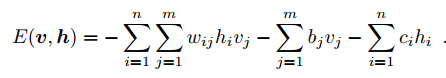 E(v, h) = − ∑_{i=1}^{n} ∑_{j=1}^{m} w_{ij} h_i v_j − ∑_{j=1}^{m} b_j v_j − ∑_{i=1}^{n} c_i h_i .